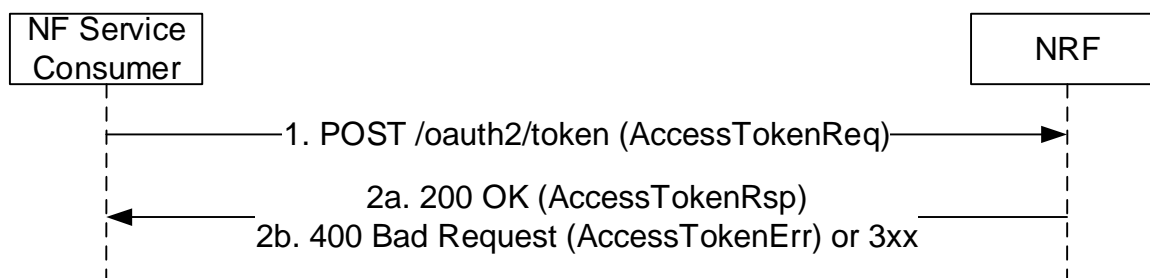 NF Service
Consumer
NRF
1. POST /oauth2/token (AccessTokenReq)
2a. 200 OK (AccessTokenRsp)
2b. 400 Bad Request (AccessTokenErr) or 3xx